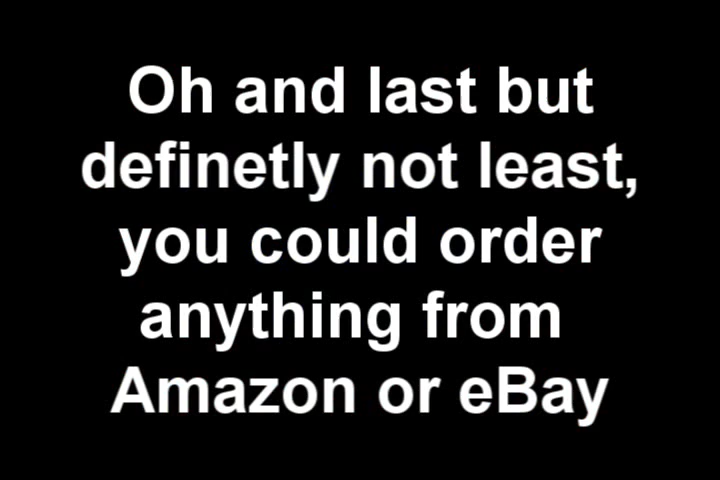 Oh and last but
definetly not least,
you could order
anything from
Amazon or eBay